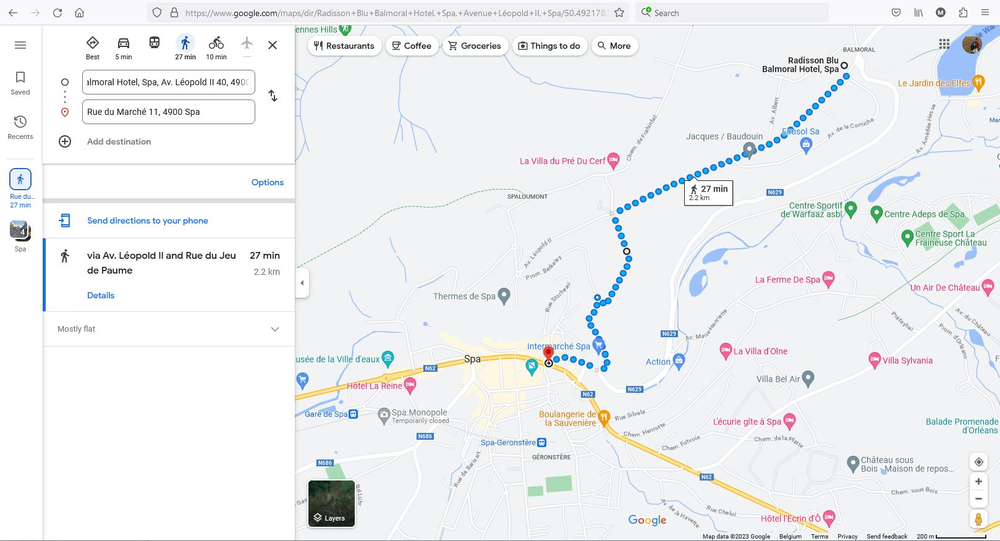 https://www.google.com/maps/dir/Radisson+Blu+Balmoral+Hotel,+Spa,+Avenue+Léopold+II,+Spa/50.492178,
Search
M
Saved
Recents
Rue du...
27 min
4
Spa
Best
5 min
27 min
10 min
almoral Hotel, Spa, Av. Léopold II 40, 4900
Rue du Marché 11, 4900 Spa
Add destination
Options
Send directions to your phone
via Av. Léopold II and Rue du Jeu
de Paume
27 min
2.2 km
Details
Mostly flat
ennes Hills
Restaurants
Coffee
Groceries
Things to do
More
BALMORAL
Radisson Blu
Balmoral Hotel, Spa
Le Jardin des Elfes
Av. Albert
Av. de la Corniche
Av. Amédée Hesse
Ecosol Sa
Jacques / Baudouin
Chem. de Frahinfaz
La Villa du Pré Du Cerf
27 min
2.2 km
SPALOUMONT
N629
Centre Sportif
de Warfaaz asbl
Centre Adeps de Spa
Centre Sport La
Fraineuse Château
Av. Léopold II
Prom. Berkeley
Rue Storheau
Thermes de Spa
La Ferme De Spa
Un Air De Château
Préfayhai
Av. du Château
Prom. d'Orléans
Av. Marie-Henriette
N629
Intermarché Spa
Spa
usée de la Ville d'eaux
N62
Hôtel La Reine
Action
La Villa d'Olne
Villa Sylvania
Villa Bel Air
N62
N629
Gare de Spa
Spa Monopole
Temporarily closed
Boulangerie de
la Sauvenière
Rue Silvela
Chem. Henrotte
Chem. Futvoie
L'écurie gîte à Spa
Chem. de la Platte
Balade Promenade
d'Orléans
N686
Spa-Géronstère
GÉRONSTÈRE
N686
Rue de Barisart
Château sous
Bois - Maison de repos...
N62
Chem. sous Bois
Av. de la Havette
Rue Chelui
Hôtel l'Ecrin d'Ô
Layers
Google
Map data ©2023 Google
Belgium
Terms
Privacy
Send feedback
200 m